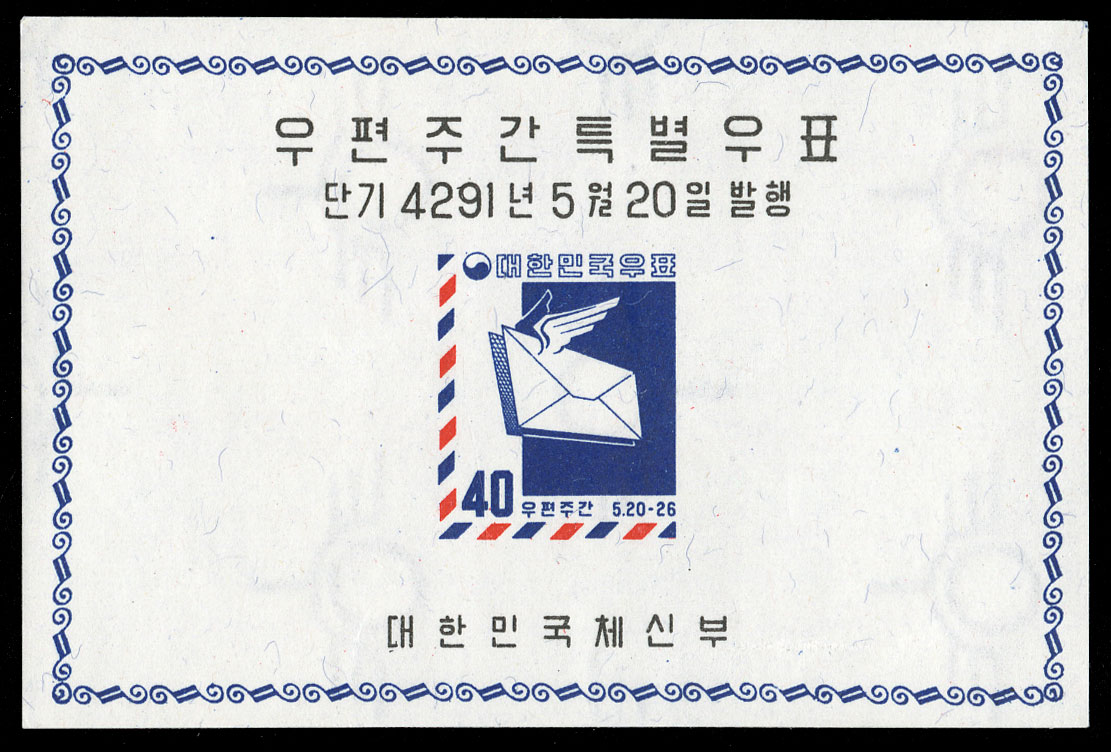 우편주간특별우표
단기 4291년 5월 20일 발행
대한민국우표
40
우편주간 5.20-26
대한민국체신부